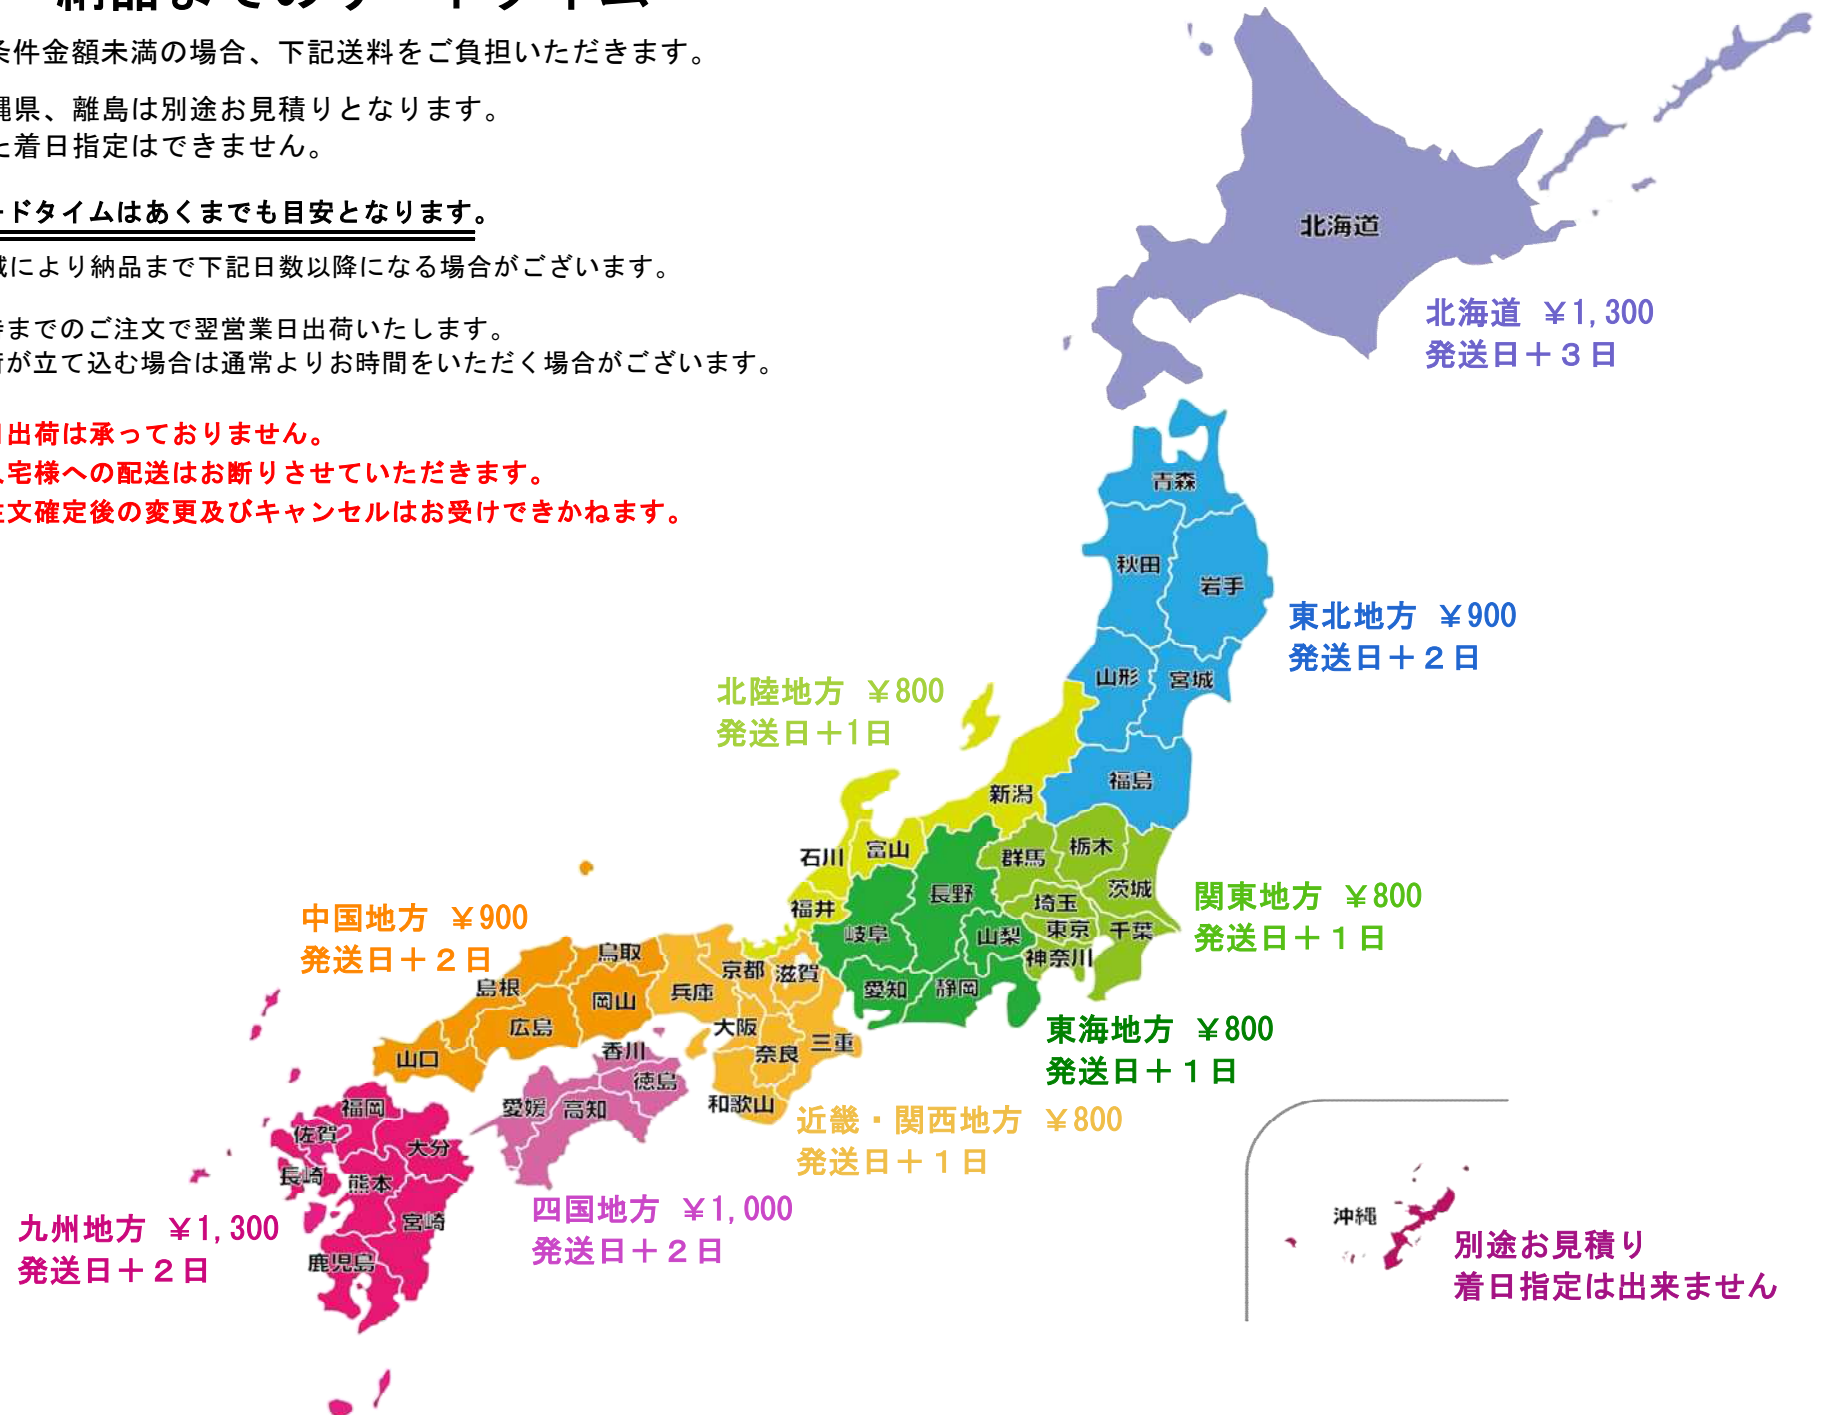 納品までのリードタイム
条件金額未満の場合、下記送料をご負担いただきます。
縄県、離島は別途お見積りとなります。
た着日指定はできません。
ードタイムはあくまでも目安となります。
域により納品まで下記日数以降になる場合がございます。
時までのご注文で翌営業日出荷いたします。
荷が立て込む場合は通常よりお時間をいただく場合がございます。
日出荷は承っておりません。
人宅様への配送はお断りさせていただきます。
注文確定後の変更及びキャンセルはお受けできかねます。
北海道
北海道 ￥1,300
発送日＋３日
青森
秋田
岩手
東北地方 ￥900
発送日＋２日
山形
宮城
北陸地方 ￥800
発送日＋1日
福島
新潟
石川
富山
群馬
栃木
長野
茨城
関東地方 ￥800
発送日＋１日
福井
埼玉
中国地方 ￥900
発送日＋２日
岐阜
山梨
東京
千葉
神奈川
鳥取
京都
滋賀
島根
岡山
兵庫
愛知
静岡
広島
大阪
三重
東海地方 ￥800
発送日＋１日
山口
香川
奈良
徳島
愛媛
高知
和歌山
近畿・関西地方 ￥800
発送日＋１日
福岡
佐賀
大分
長崎
熊本
宮崎
四国地方 ￥1,000
発送日＋２日
九州地方 ￥1,300
発送日＋２日
鹿児島
沖縄
別途お見積り
着日指定は出来ません